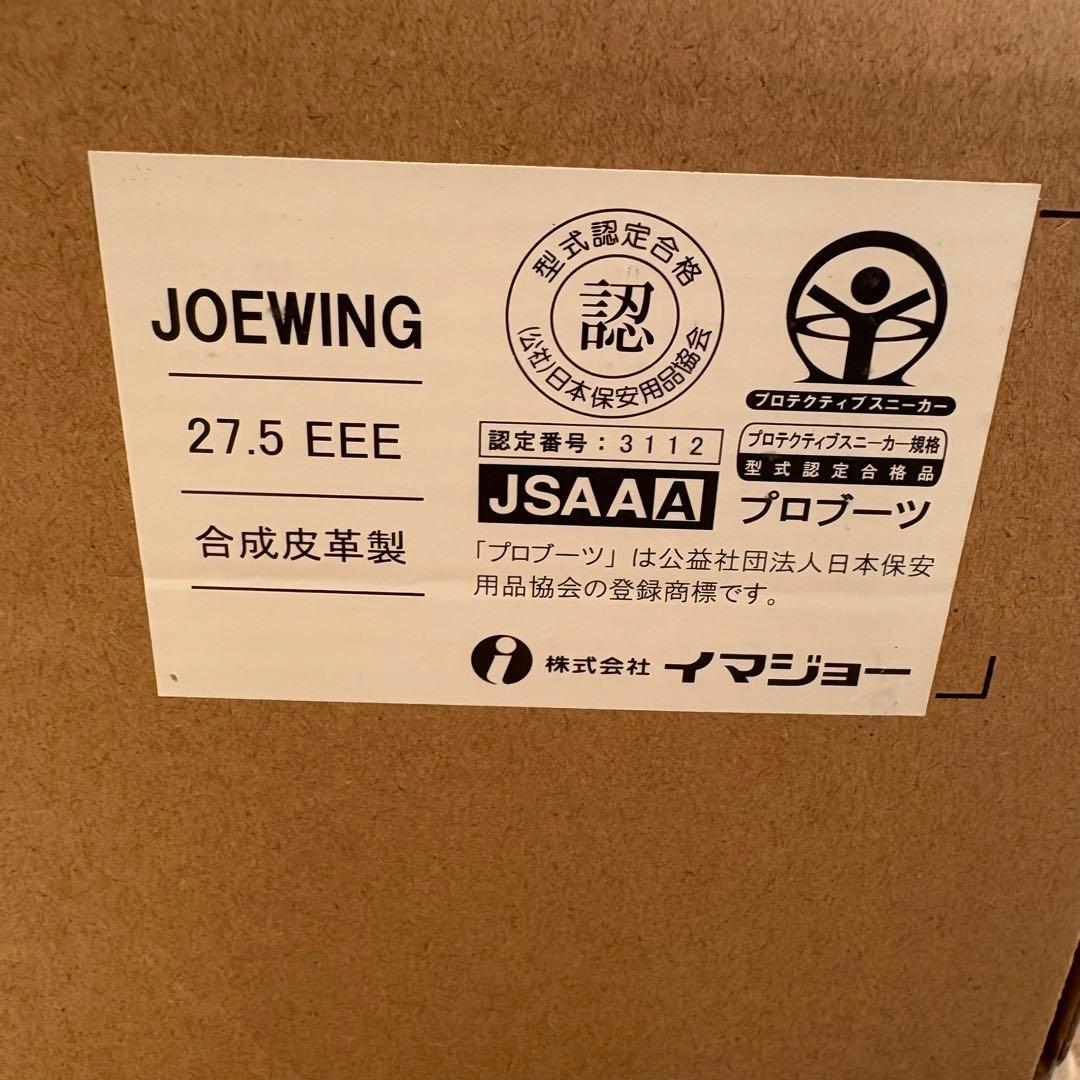 JOEWING
27.5 EEE
合成皮革製
型式認定合格
認
(公社)日本保安用品協会
認定番号：3112
JSAA A
プロテクティブスニーカー
プロテクティブスニーカー規格
型式認定合格品
プロブーツ
「プロブーツ」は公益社団法人日本保安
用品協会の登録商標です。
i 株式会社 イマジョー